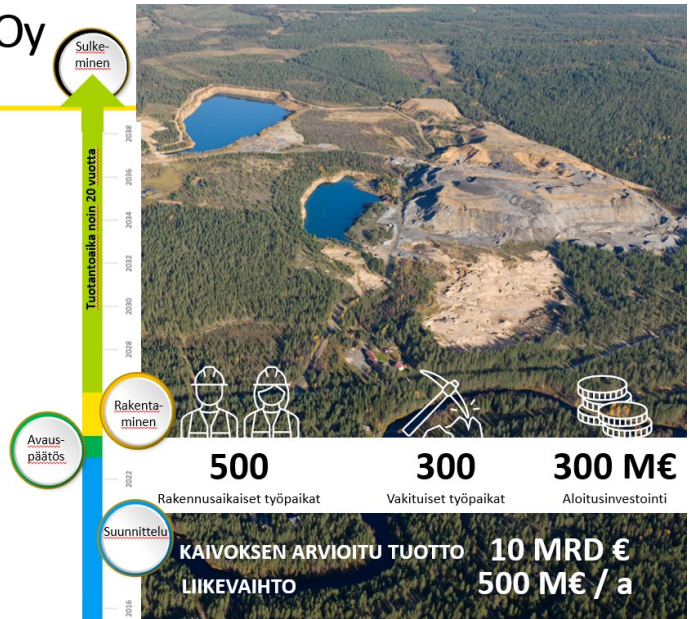 Oy
Sulke-
minen
2038
2036
2034
2032
2030
2028
Tuotantoaika noin 20 vuotta
Rakenta-
minen
Avaus-
päätös
2022
Suunnittelu
2016
500
Rakennusaikaiset työpaikat
300
Vakituiset työpaikat
300 M€
Aloitusinvestointi
KAIVOKSEN ARVIOITU TUOTTO 10 MRD €
LIIKEVAIHTO 500 M€ / a